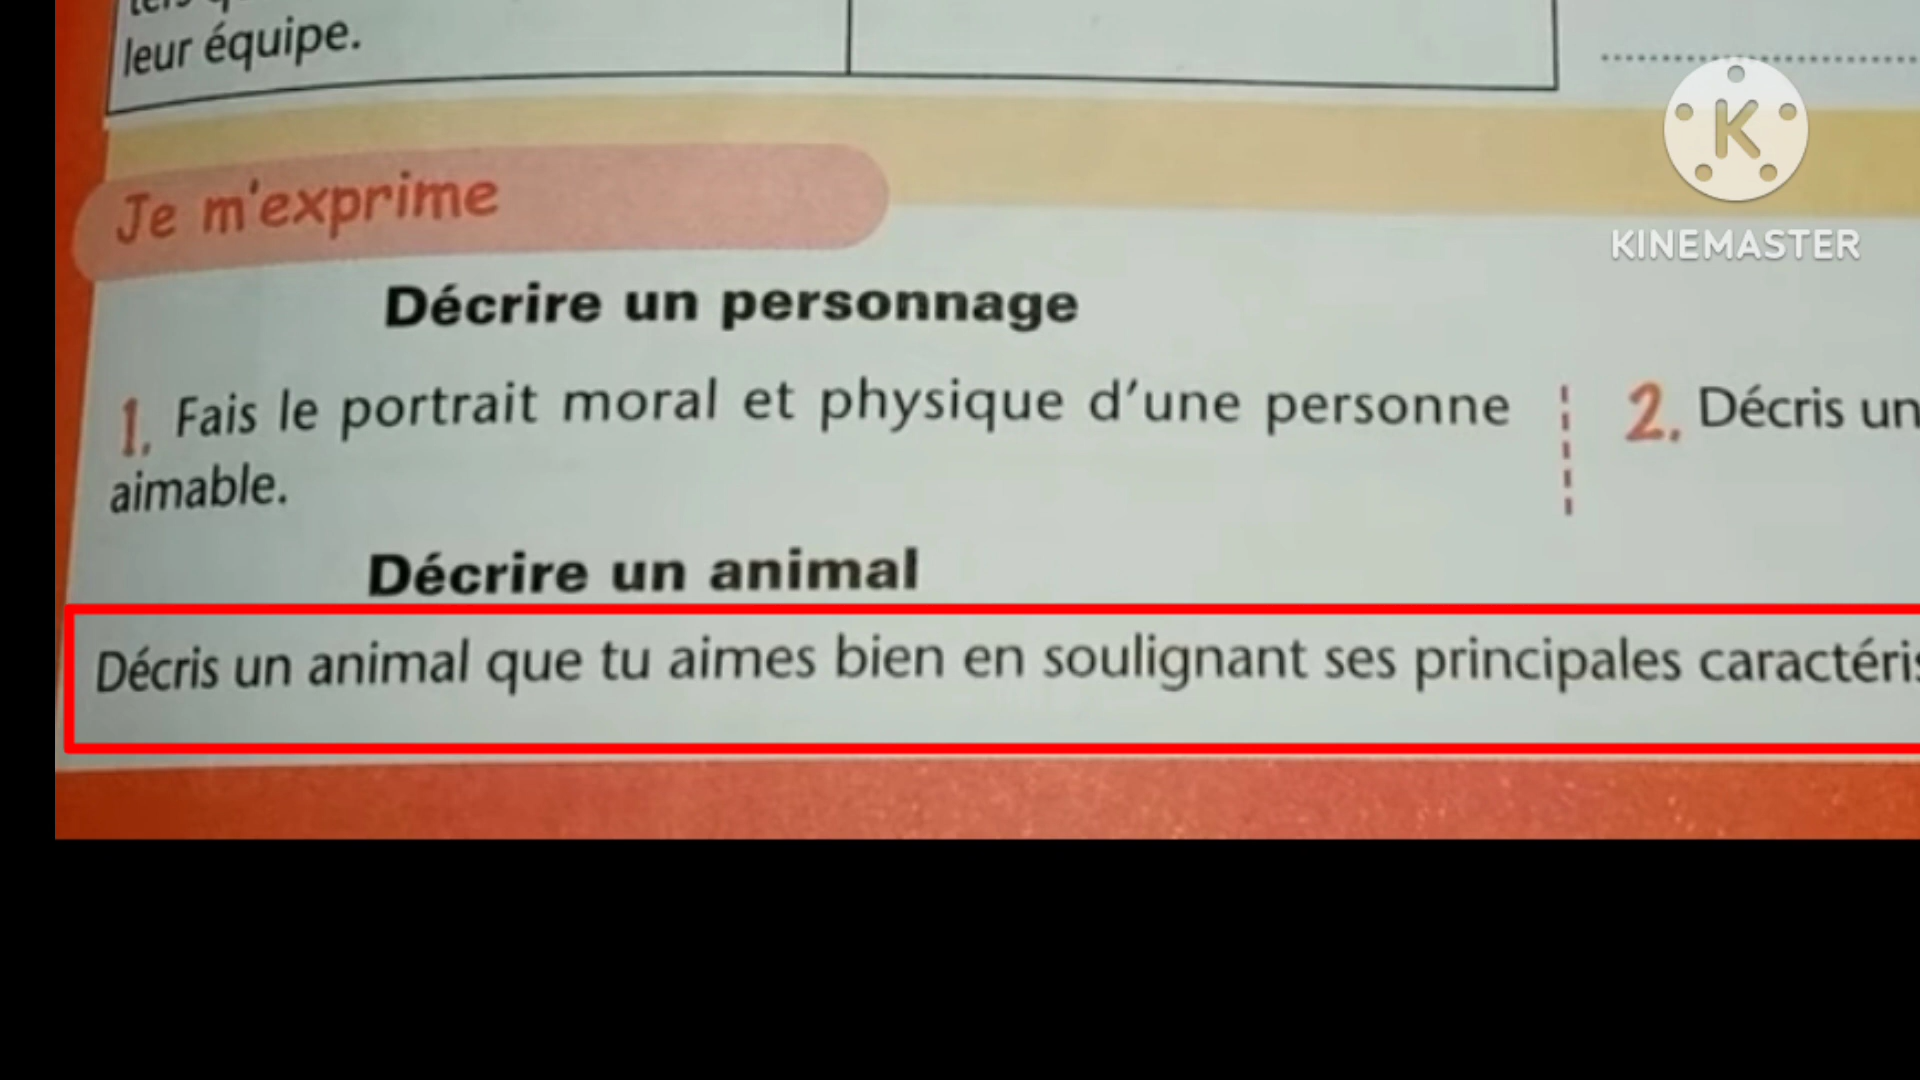 leur équipe.
K
KINEMASTER
Je m'exprime
Décrire un personnage
1. Fais le portrait moral et physique d'une personne
aimable.
2. Décris un
Décrire un animal
Décris un animal que tu aimes bien en soulignant ses principales